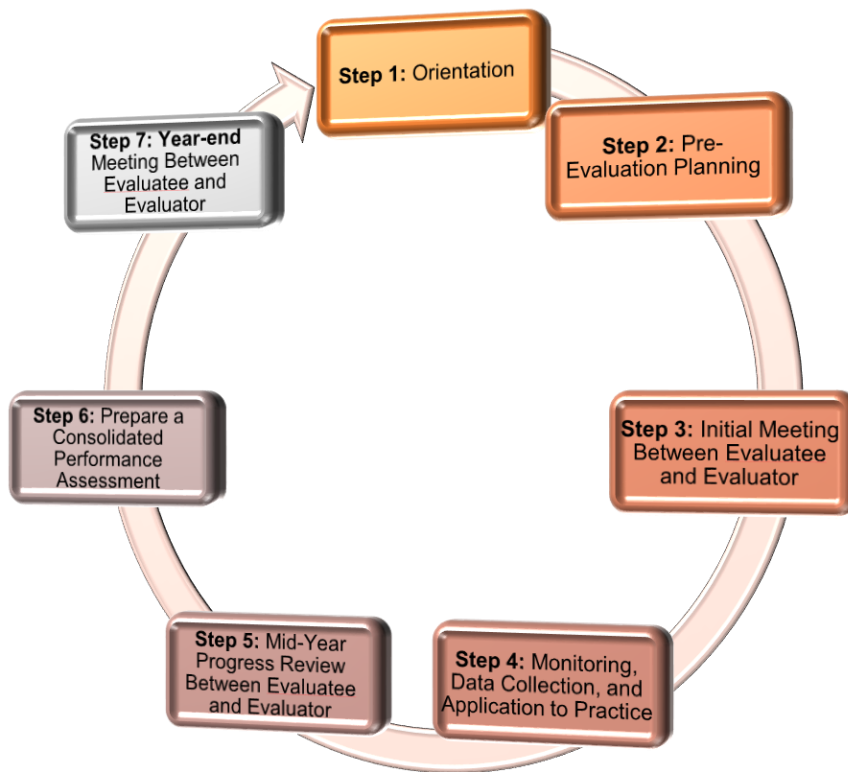 Step 1: Orientation
Step 2: Pre-
Evaluation Planning
Step 3: Initial Meeting
Between Evaluatee
and Evaluator
Step 4: Monitoring,
Data Collection, and
Application to Practice
Step 5: Mid-Year
Progress Review
Between Evaluatee
and Evaluator
Step 6: Prepare a
Consolidated
Performance
Assessment
Step 7: Year-end
Meeting Between
Evaluatee and
Evaluator